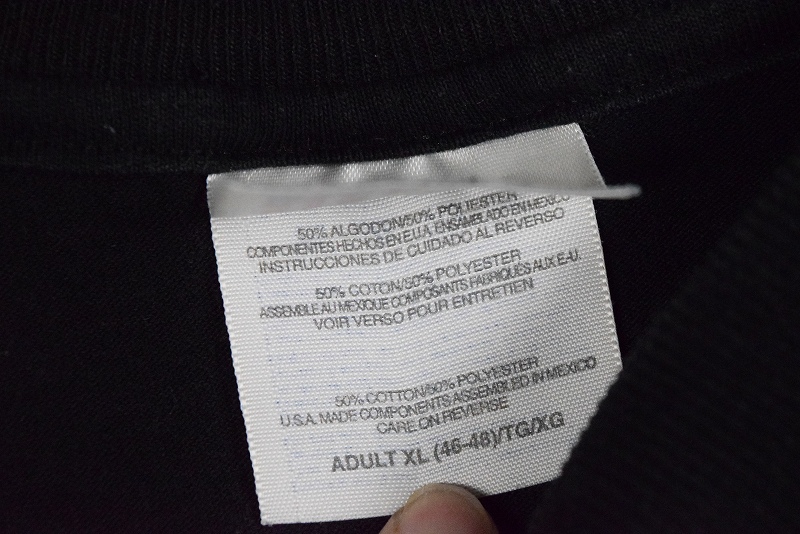 50% ALGODON/50% POLIESTER
COMPONENTES HECHOS EN E.U.A. ENSAMBLADO EN MEXICO
INSTRUCCIONES DE CUIDADO AL REVERSO
50% COTON/50% POLYESTER
ASSEMBLE AU MEXIQUE COMPOSANTS FABRIQUÉS AUX E.-U.
VOIR VERSO POUR ENTRETIEN
50% COTTON/50% POLYESTER
U.S.A. MADE COMPONENTS ASSEMBLED IN MEXICO
CARE ON REVERSE
ADULT XL (46-48)/TG/XG